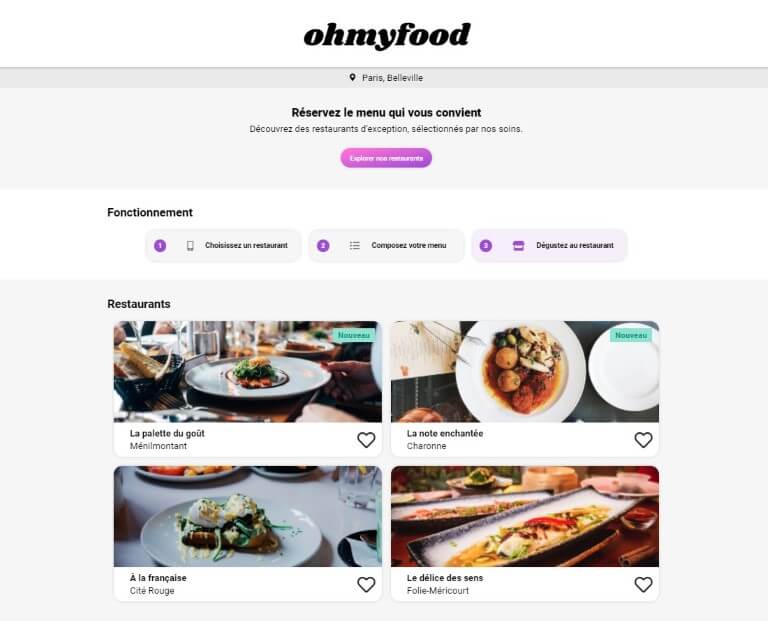 ohmyfood
Paris, Belleville
Réservez le menu qui vous convient
Découvrez des restaurants d'exception, sélectionnés par nos soins.
Explorer nos restaurants
Fonctionnement
1 Choisissez un restaurant
2 Composez votre menu
3 Dégustez au restaurant
Restaurants
Nouveau
La palette du goût
Ménilmontant
Nouveau
La note enchantée
Charonne
À la française
Cité Rouge
Le délice des sens
Folie-Méricourt